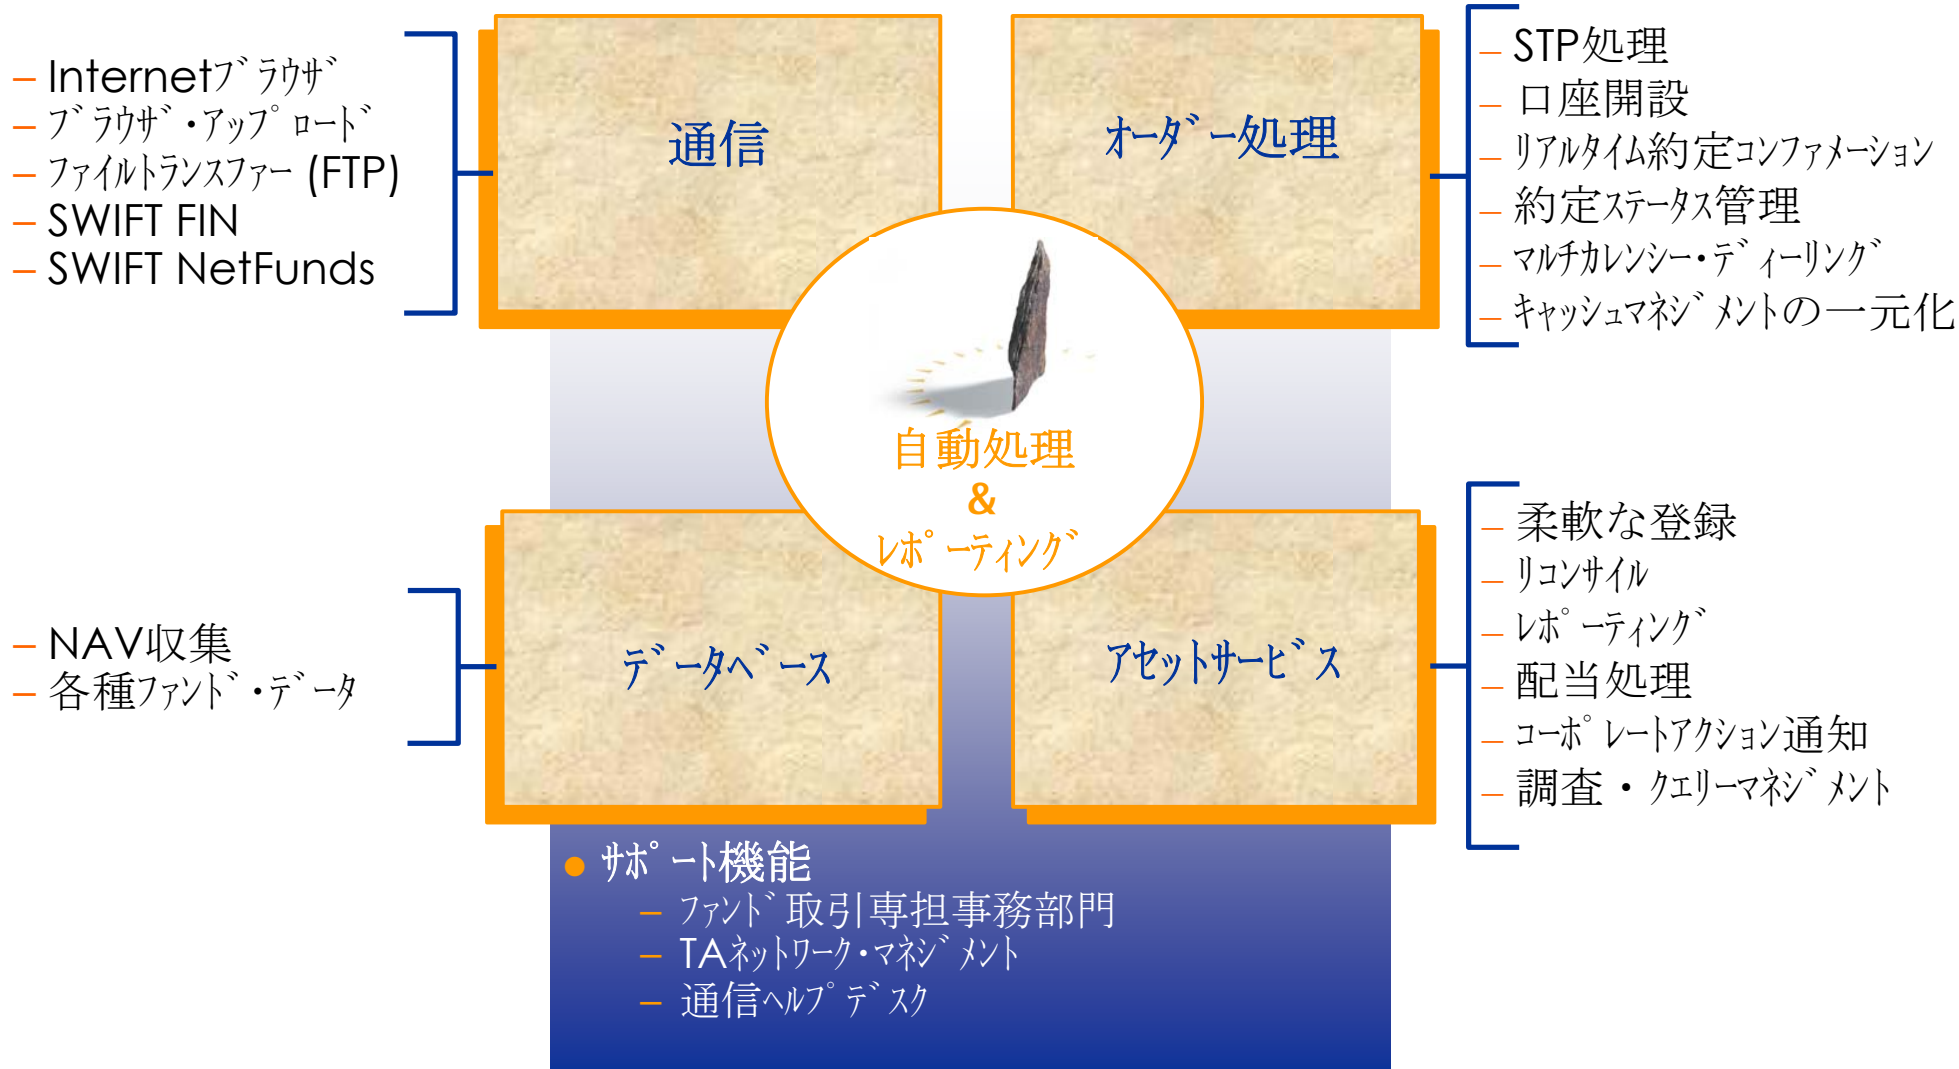 – Internetﾌﾞﾗｳｻﾞ
– ﾌﾞﾗｳｻﾞ・ｱｯﾌﾟﾛｰﾄﾞ
– ﾌｧｲﾙﾄﾗﾝｽﾌｧｰ (FTP)
– SWIFT FIN
– SWIFT NetFunds
通信
ｵｰﾀﾞｰ処理
– STP処理
– 口座開設
– ﾘｱﾙﾀｲﾑ約定ｺﾝﾌｧﾒｰｼｮﾝ
– 約定ｽﾃｰﾀｽ管理
– ﾏﾙﾁｶﾚﾝｼｰ・ﾃﾞｨｰﾘﾝｸﾞ
– ｷｬｯｼｭﾏﾈｼﾞﾒﾝﾄの一元化
自動処理
&
ﾚﾎﾟｰﾃｨﾝｸﾞ
– NAV収集
– 各種ﾌｧﾝﾄﾞ・ﾃﾞｰﾀ
ﾃﾞｰﾀﾍﾞｰｽ
ｱｾｯﾄｻｰﾋﾞｽ
– 柔軟な登録
– ﾘｺﾝｻｲﾙ
– ﾚﾎﾟｰﾃｨﾝｸﾞ
– 配当処理
– ｺｰﾎﾟﾚｰﾄｱｸｼｮﾝ通知
– 調査・ｸｴﾘｰﾏﾈｼﾞﾒﾝﾄ
● ｻﾎﾟｰﾄ機能
– ﾌｧﾝﾄﾞ取引専担事務部門
– TAﾈｯﾄﾜｰｸ・ﾏﾈｼﾞﾒﾝﾄ
– 通信ﾍﾙﾌﾟﾃﾞｽｸ